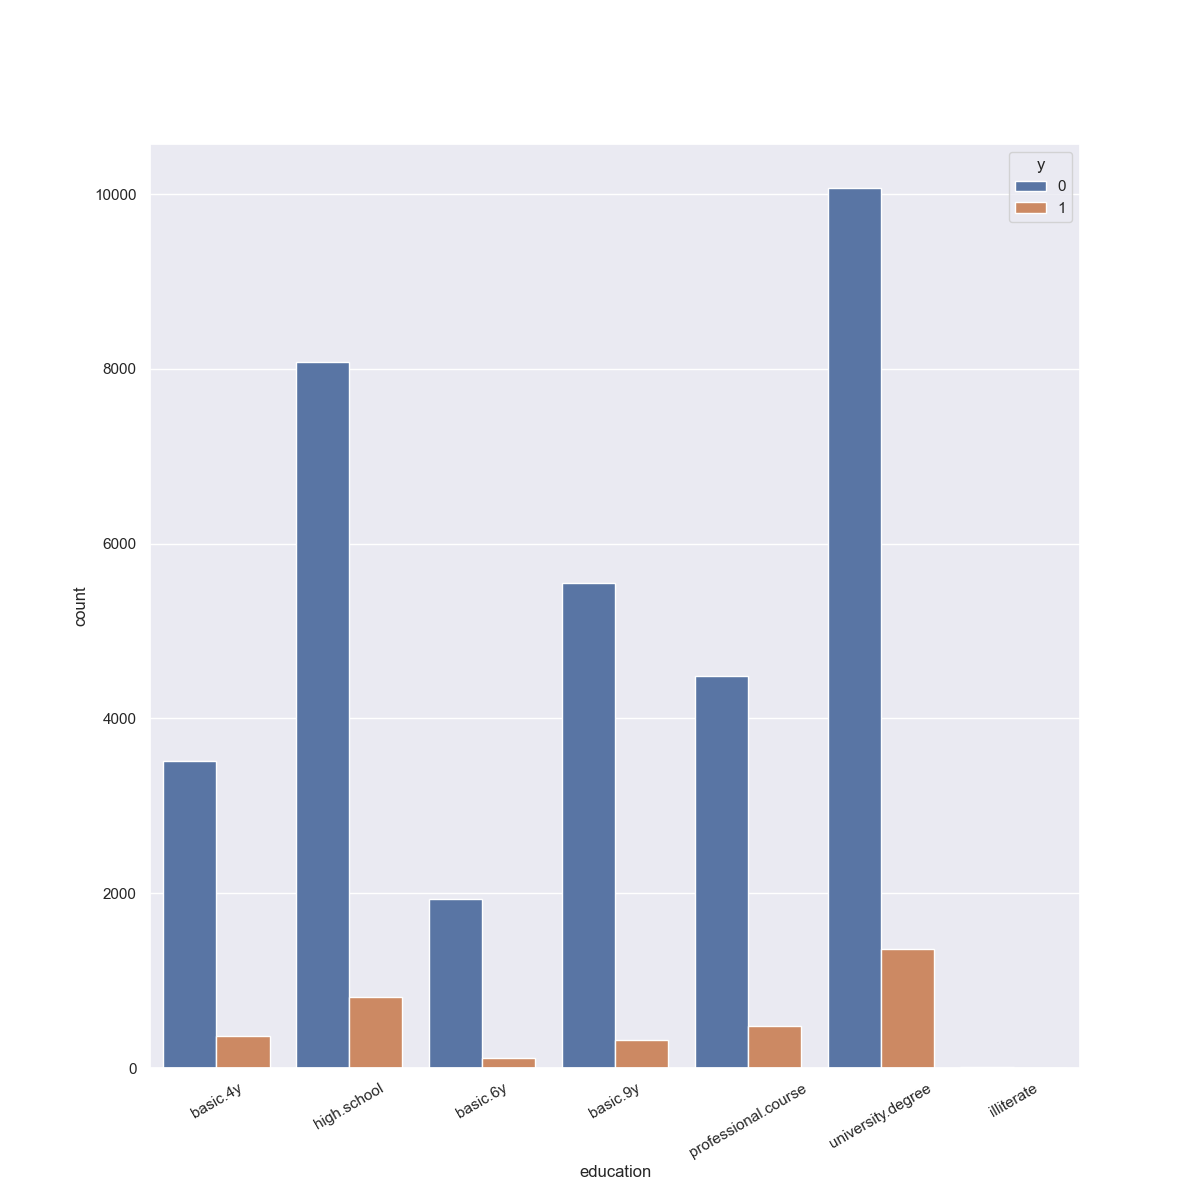 y
0
1
10000
8000
6000
4000
2000
0
count
basic.4y
high.school
basic.6y
basic.9y
professional.course
university.degree
illiterate
education